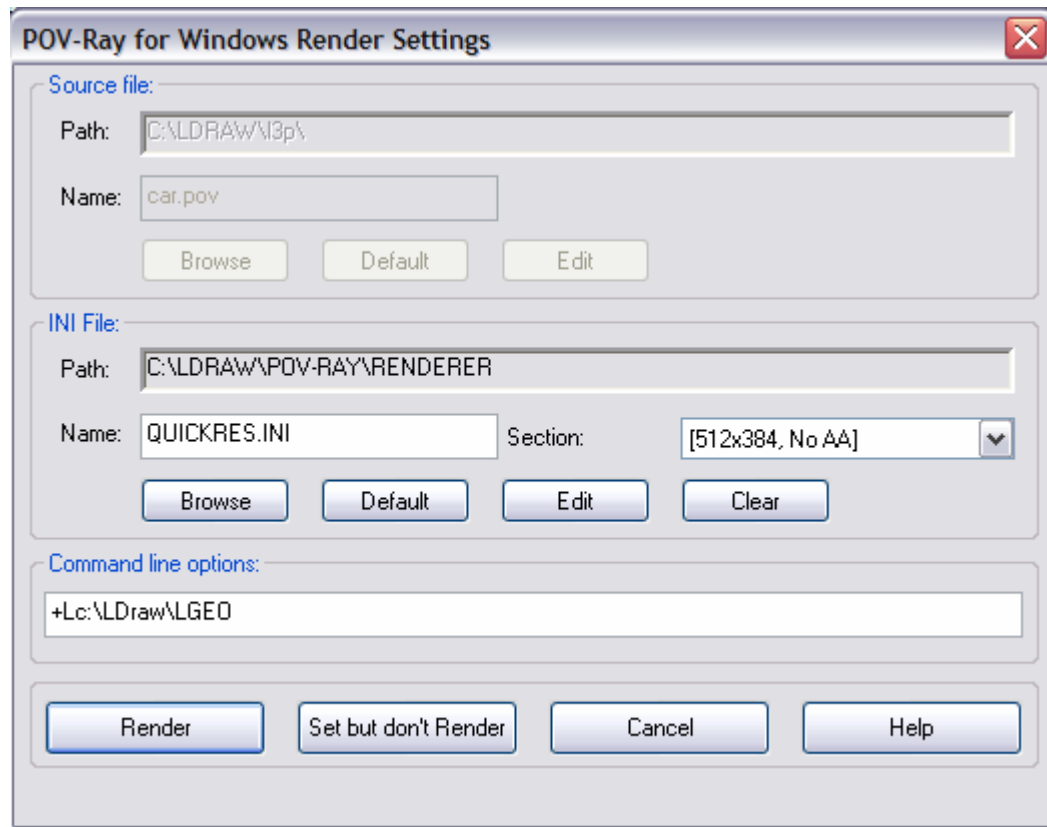 POV-Ray for Windows Render Settings
Source file:
Path: C:\LDRAW\l3p\
Name: car.pov
Browse Default Edit
INI File:
Path: C:\LDRAW\POV-RAY\RENDERER
Name: QUICKRES.INI Section: [512x384, No AA]
Browse Default Edit Clear
Command line options:
+Lc:\LDraw\LGEO
Render Set but don't Render Cancel Help